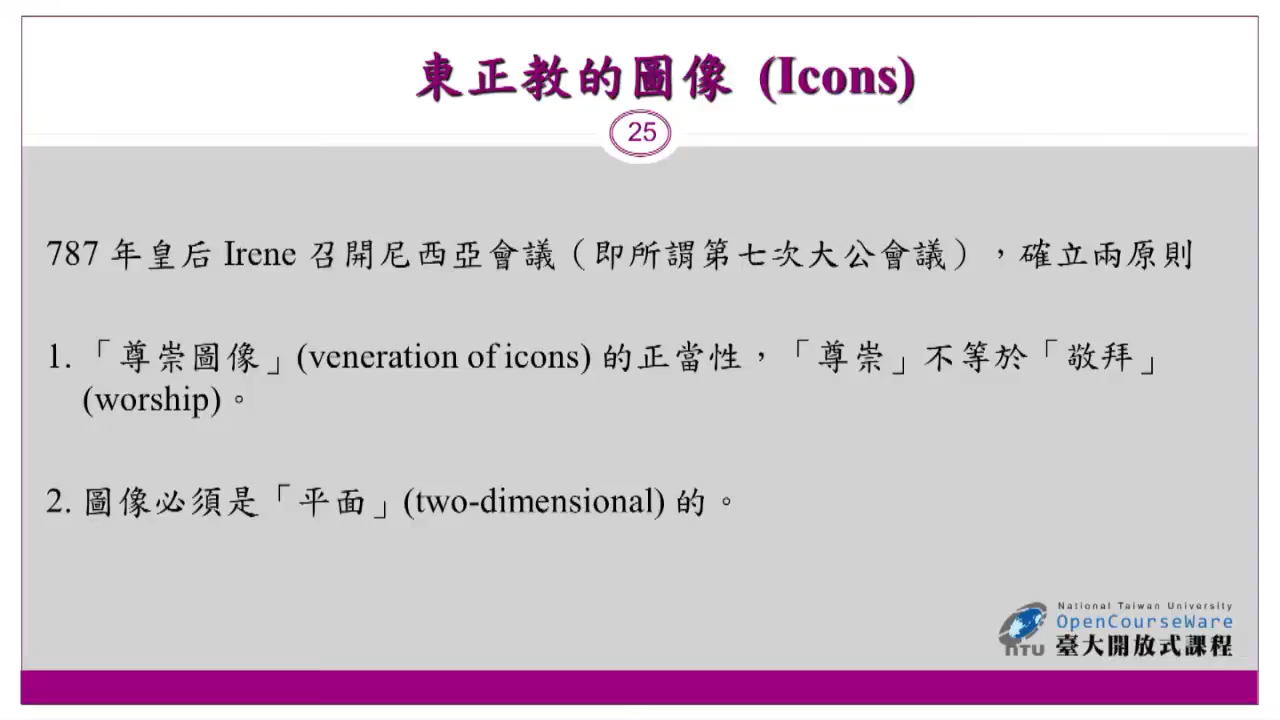 東正教的圖像 (Icons)
25
787 年皇后 Irene 召開尼西亞會議（即所謂第七次大公會議），確立兩原則
1. 「尊崇圖像」(veneration of icons) 的正當性，「尊崇」不等於「敬拜」
(worship)。
2. 圖像必須是「平面」(two-dimensional) 的。
National Taiwan University
OpenCourseWare
NTU 臺大開放式課程